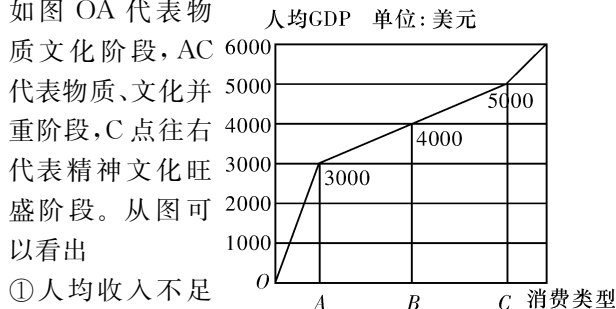 如图 OA 代表物
质文化阶段,AC
代表物质、文化并
重阶段,C 点往右
代表精神文化旺
盛阶段。从图可
以看出
①人均收入不足
人均GDP 单位:美元
6000
5000
4000
3000
2000
1000
O
3000
4000
5000
A B C 消费类型